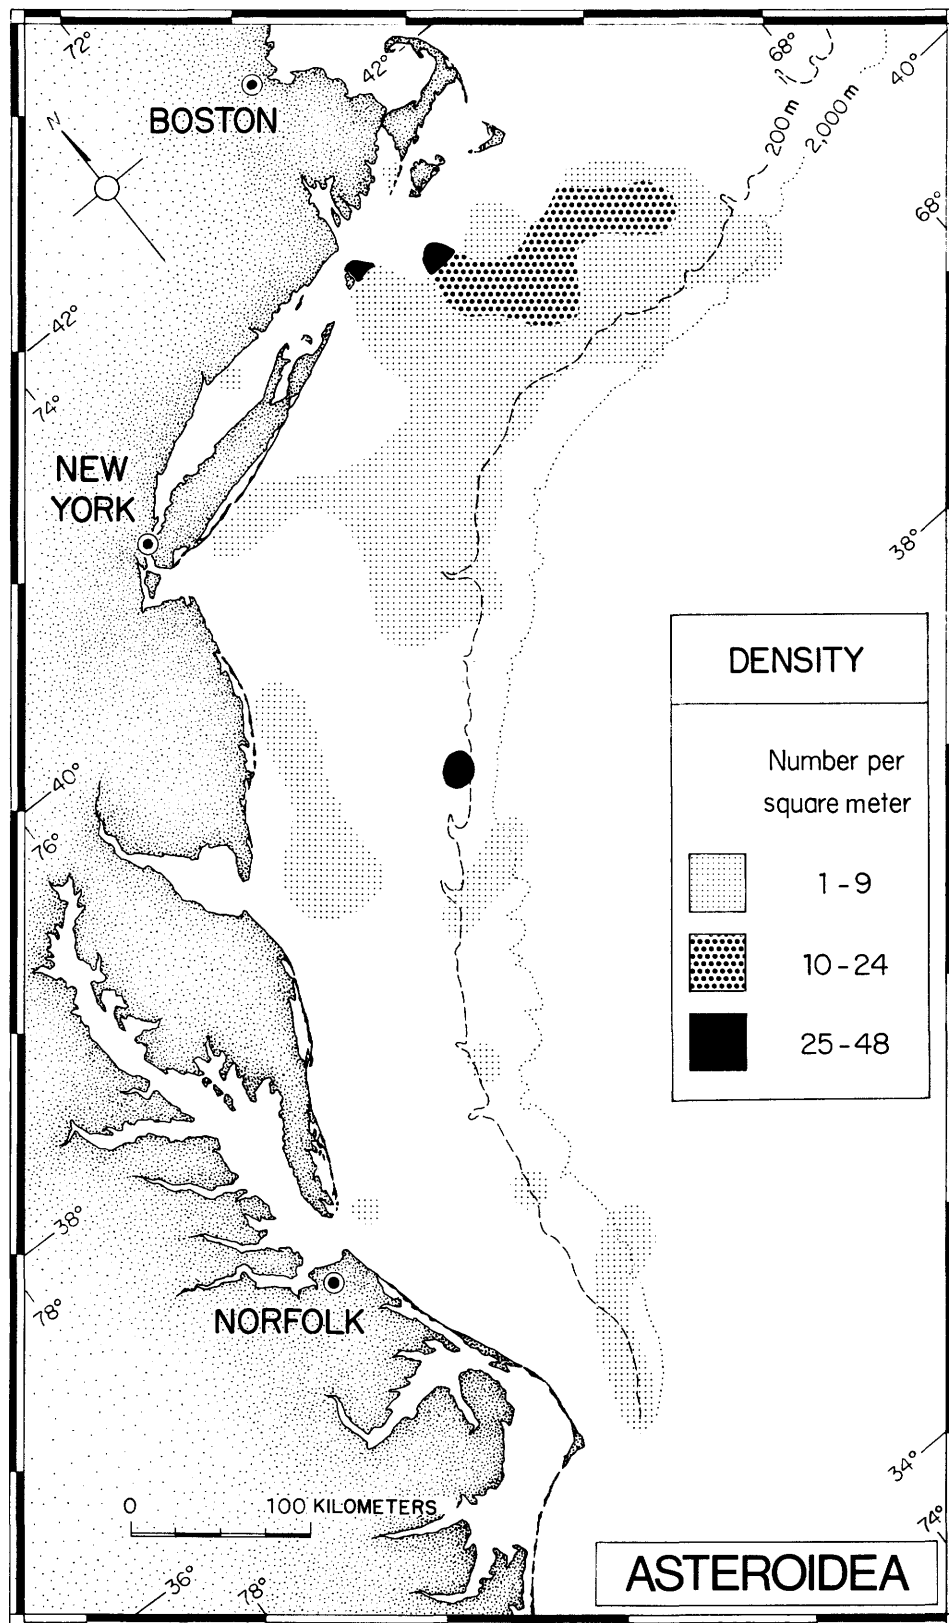 72°
42°
68°
40°
200 m
2,000 m
N
BOSTON
68°
42°
74°
NEW
YORK
38°
DENSITY
Number per
square meter
1-9
10-24
25-48
40°
76°
38°
78°
NORFOLK
34°
74°
0 100 KILOMETERS
36°
78°
ASTEROIDEA